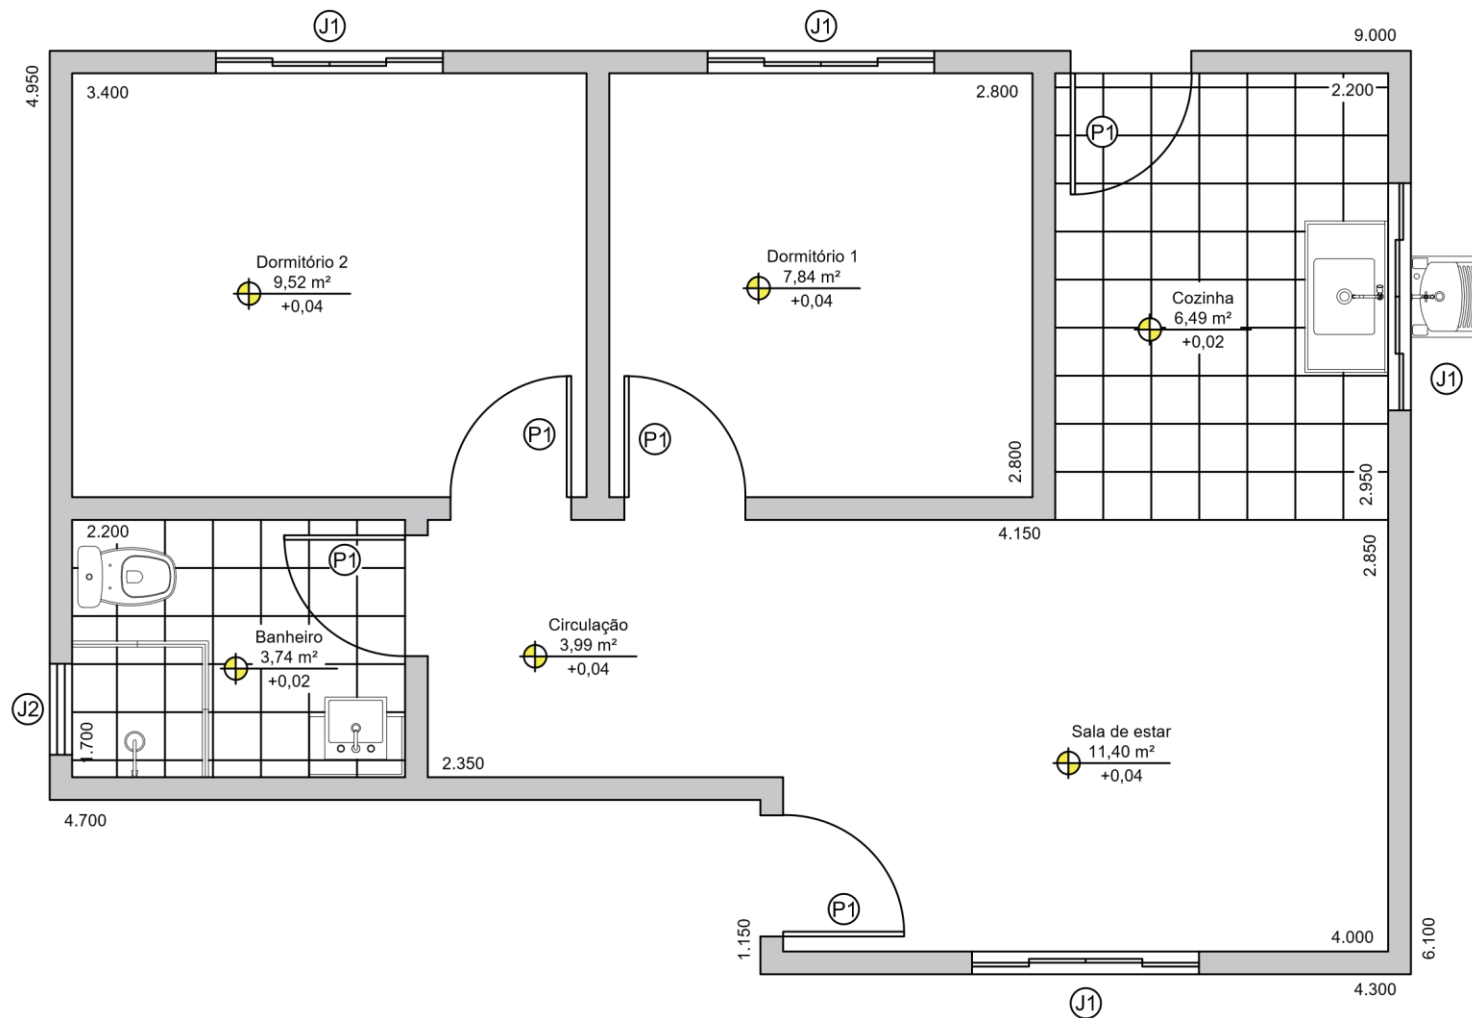 J1
J1
9.000
4.950
3.400
2.800
2.200
P1
Dormitório 2
9,52 m²
+0,04
Dormitório 1
7,84 m²
+0,04
Cozinha
6,49 m²
+0,02
J1
P1
P1
2.800
2.950
2.200
4.150
2.850
P1
Banheiro
3,74 m²
+0,02
Circulação
3,99 m²
+0,04
J2
1.700
2.350
Sala de estar
11,40 m²
+0,04
4.700
P1
1.150
4.000
6.100
J1
4.300